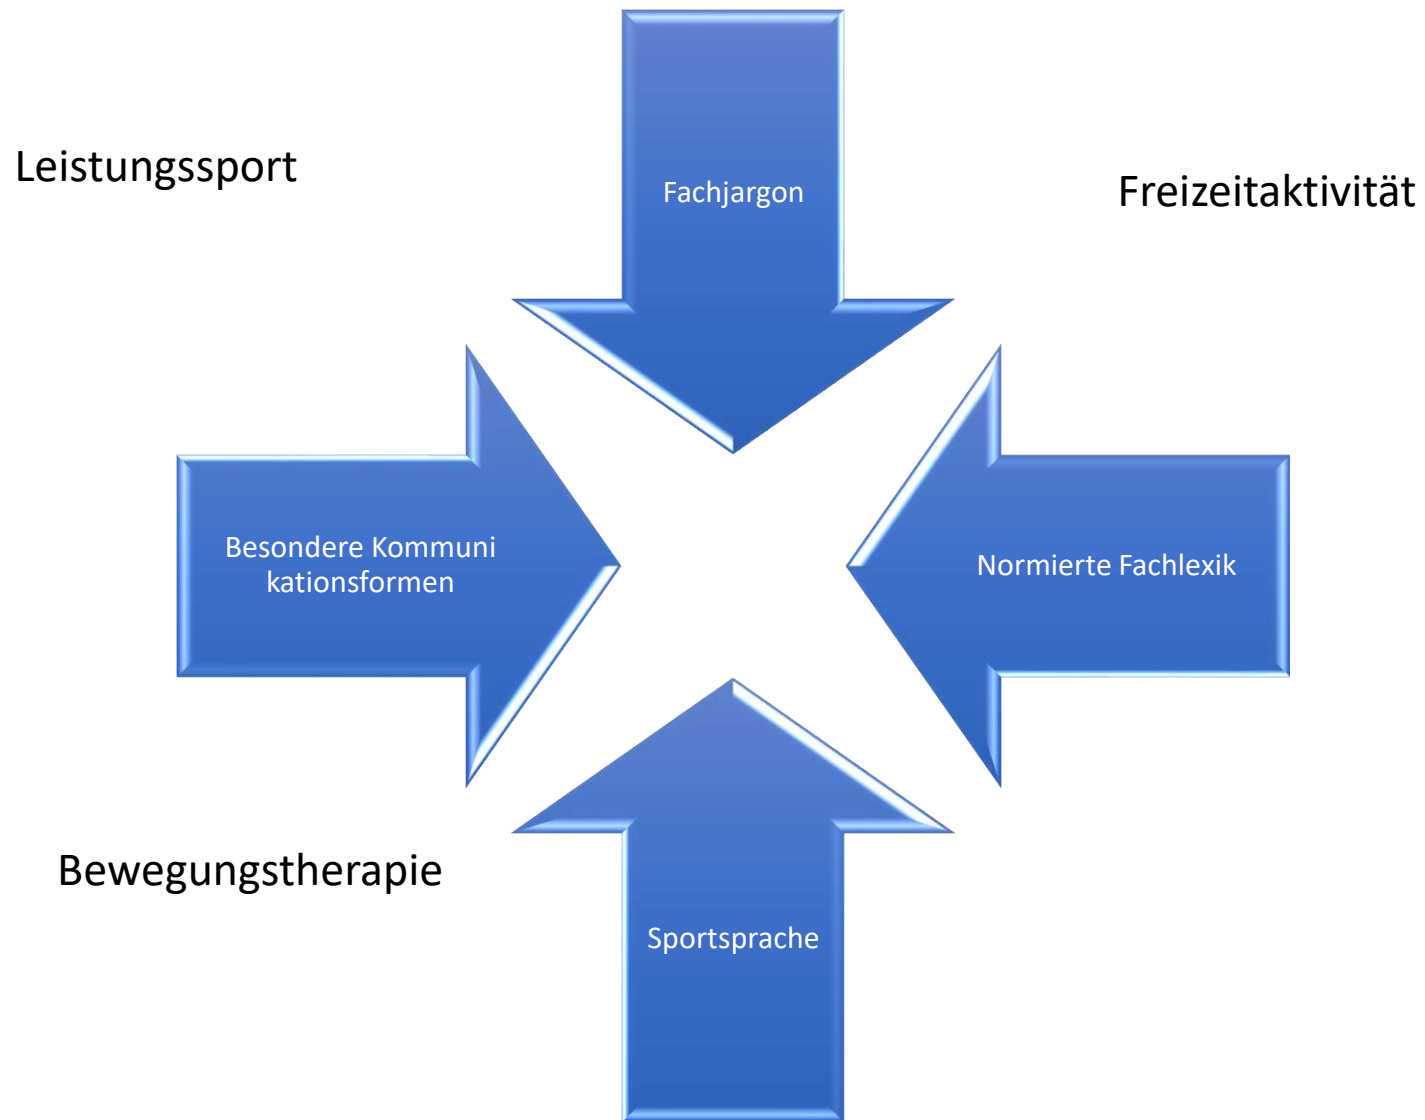 Leistungssport
Fachjargon
Freizeitaktivität
Besondere Kommuni
kationsformen
Normierte Fachlexik
Bewegungstherapie
Sportsprache